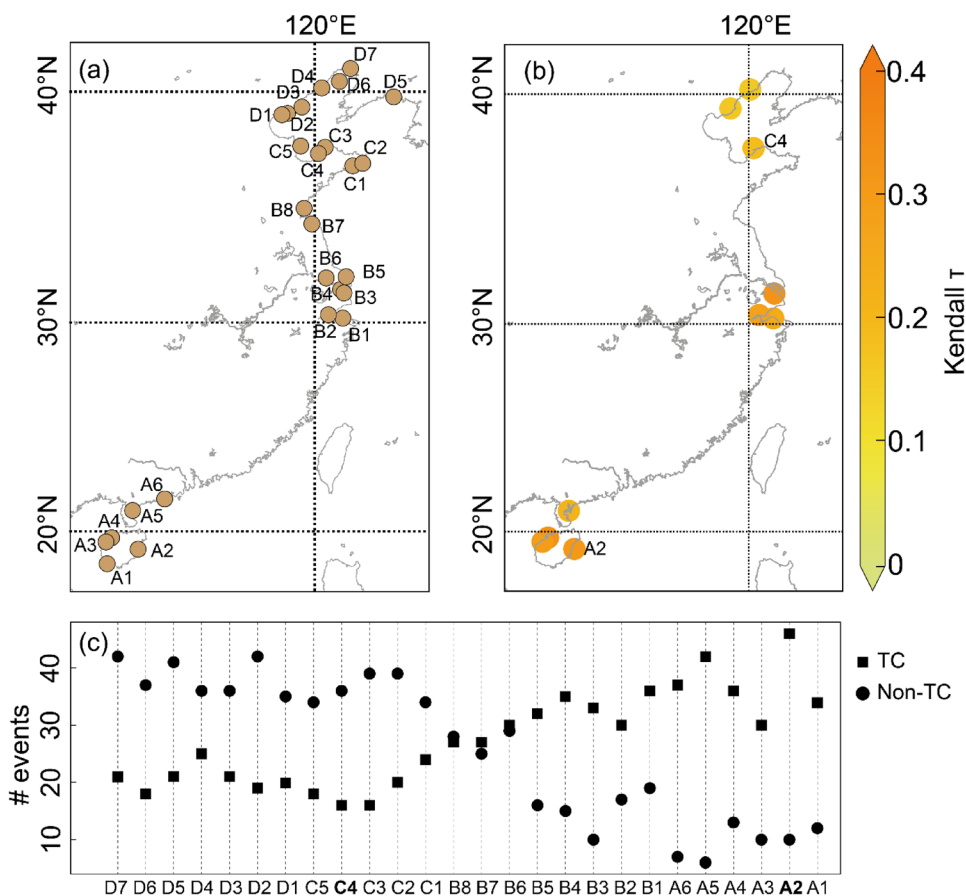 120°E
120°E
(a)
D7
D4
D6
D5
40°N
D3
D1
D2
C3
C2
C5
C4
C1
B8
B7
B6
B5
B4
B3
30°N
B2
B1
A6
A5
A4
20°N
A3
A2
A1
(b)
40°N
C4
30°N
20°N
A2
0.4
0.3
0.2
0.1
0
Kendall τ
(c)
40
30
20
10
# events
TC
Non-TC
D7 D6 D5 D4 D3 D2 D1 C5 C4 C3 C2 C1 B8 B7 B6 B5 B4 B3 B2 B1 A6 A5 A4 A3 A2 A1